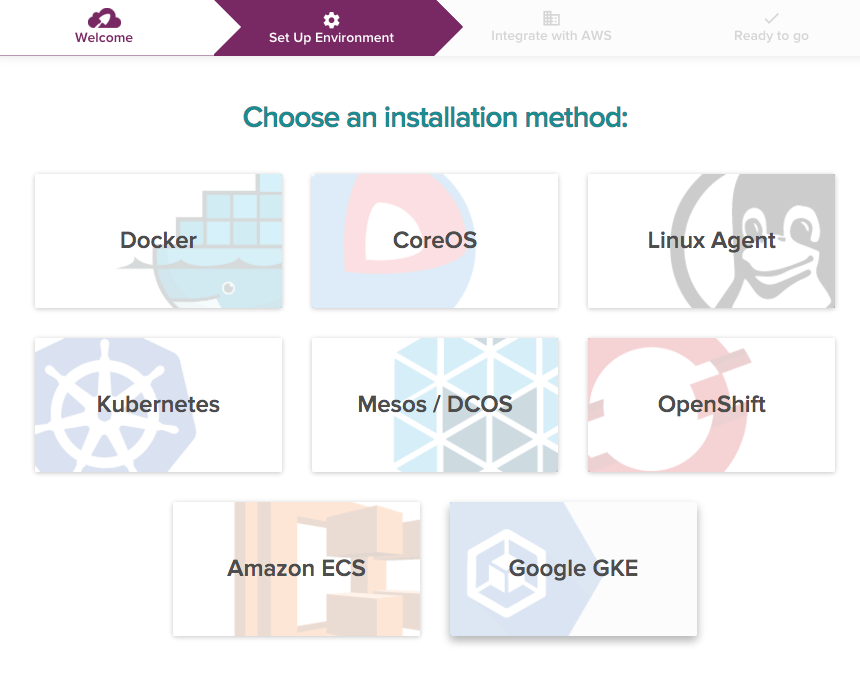 Welcome
Set Up Environment
Integrate with AWS
Ready to go
Choose an installation method:
Docker
CoreOS
Linux Agent
Kubernetes
Mesos / DCOS
OpenShift
Amazon ECS
Google GKE